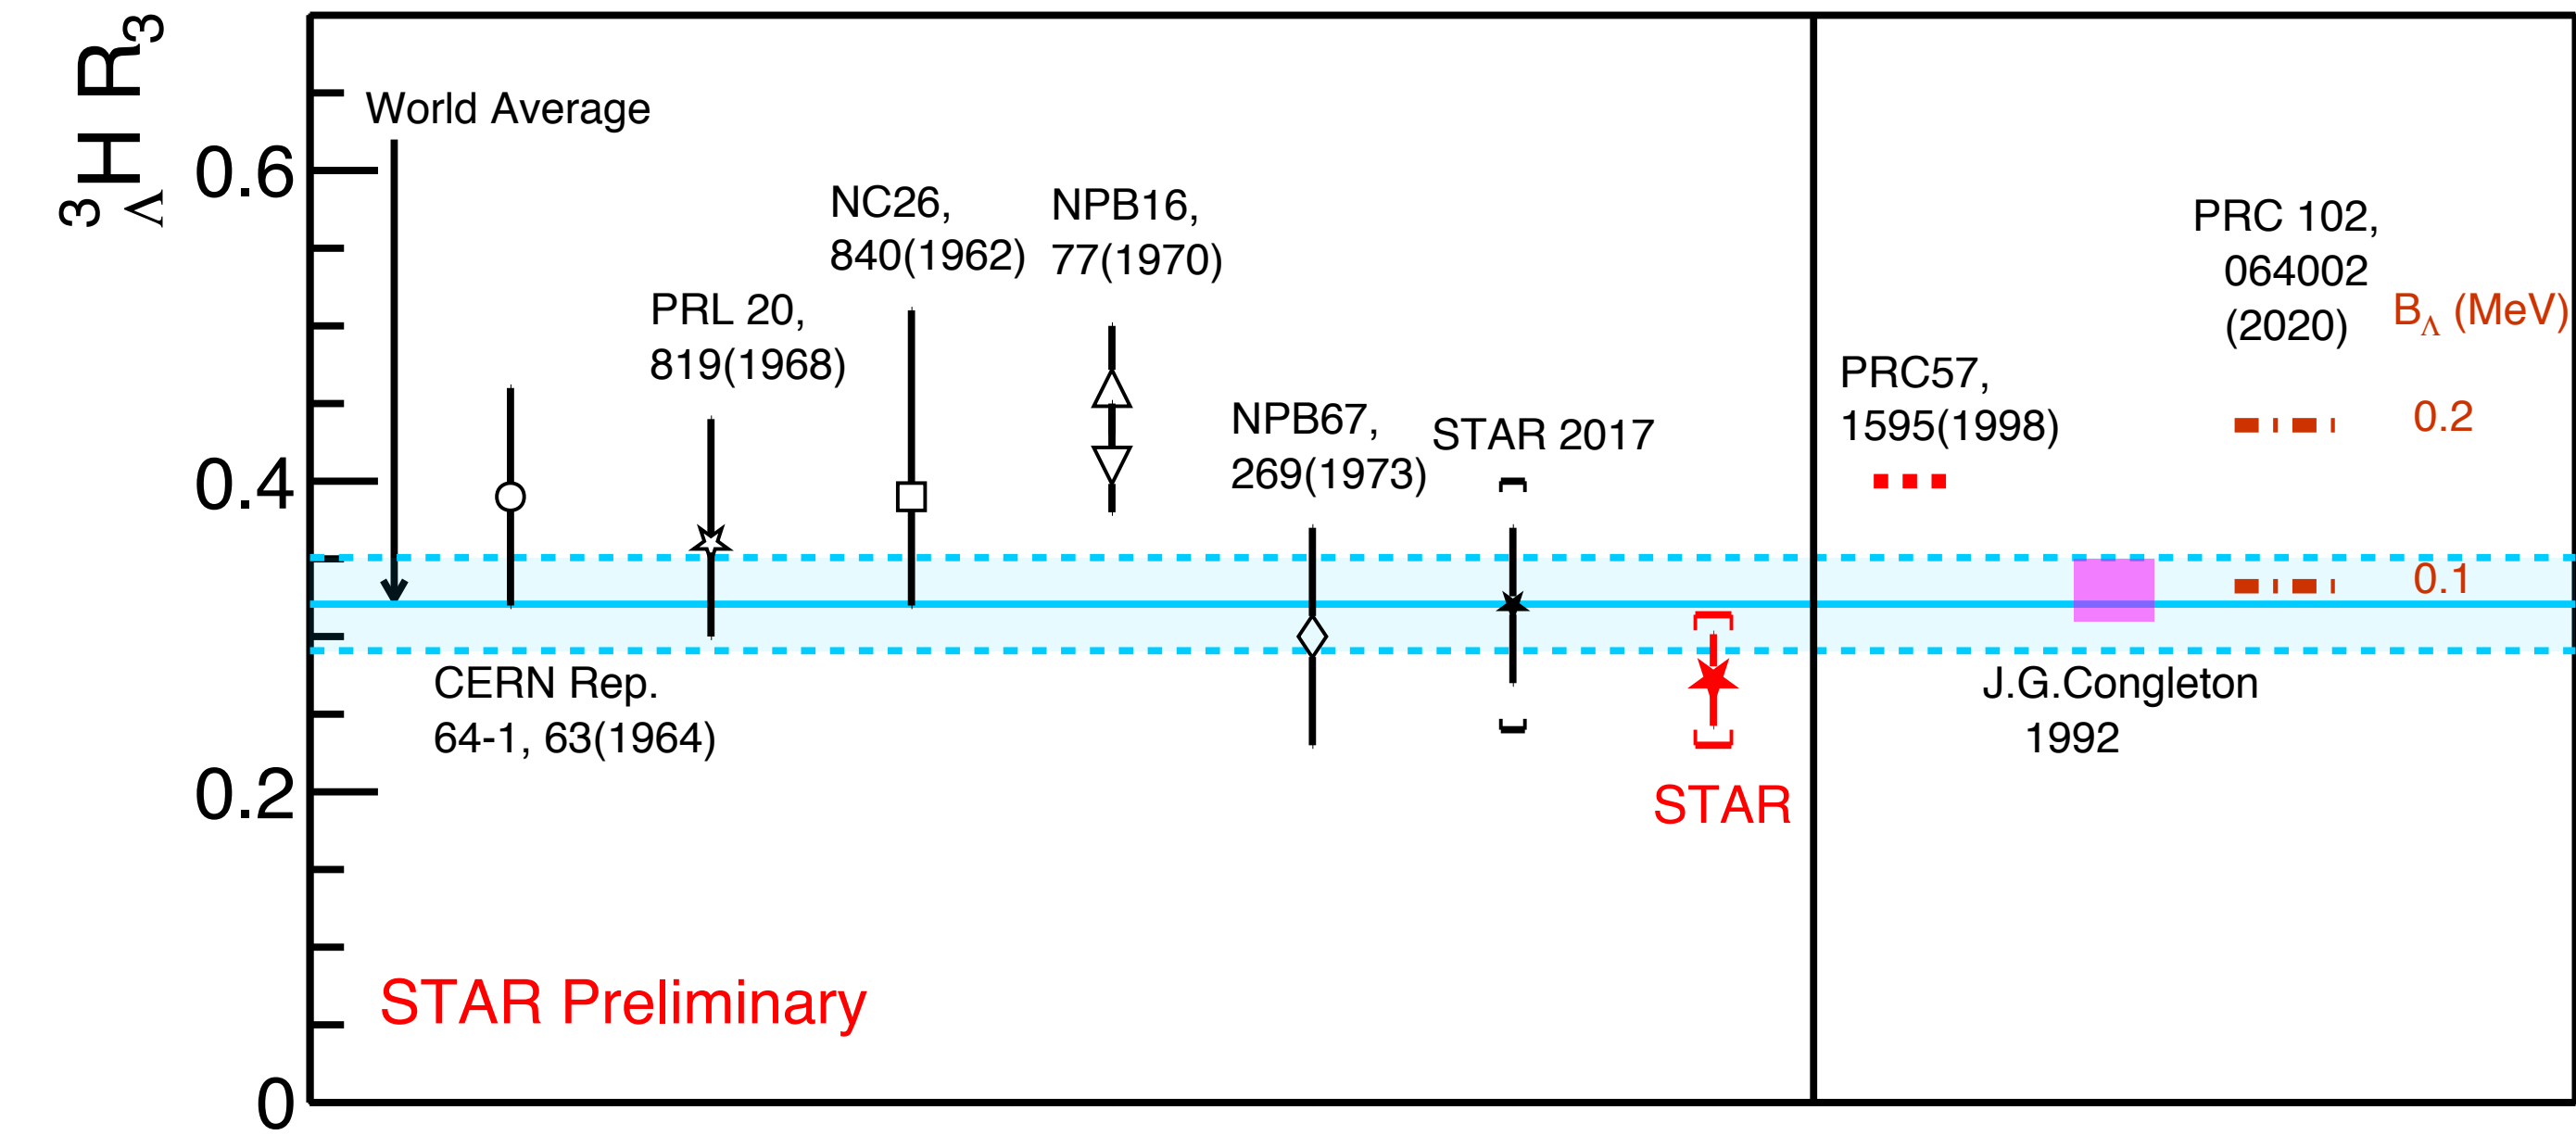 ³ΛH R₃
0.6
0.4
0.2
0
World Average
CERN Rep.
64-1, 63(1964)
PRL 20,
819(1968)
NC26,
840(1962)
NPB16,
77(1970)
NPB67,
269(1973)
STAR 2017
STAR
STAR Preliminary
PRC57,
1595(1998)
J.G.Congleton
1992
PRC 102,
064002
(2020)
BΛ (MeV)
0.2
0.1